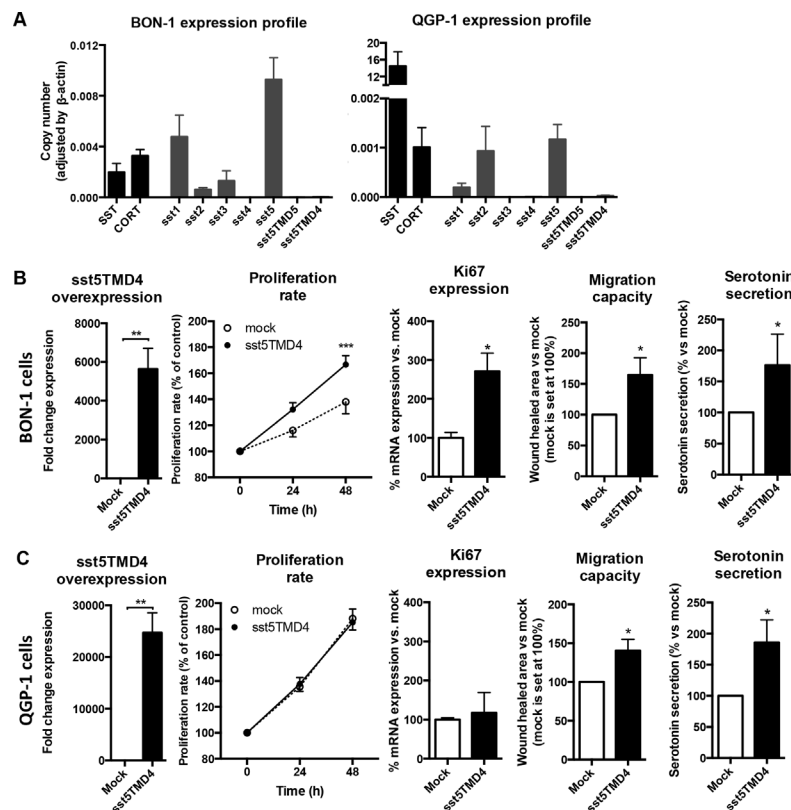 A
BON-1 expression profile
Copy number
(adjusted by β-actin)
0.012
0.008
0.004
0.000
SST
CORT
sst1
sst2
sst3
sst4
sst5
sst5TMD5
sst5TMD4
QGP-1 expression profile
20
16
12
0.002
0.001
0.000
SST
CORT
sst1
sst2
sst3
sst4
sst5
sst5TMD5
sst5TMD4
B
BON-1 cells
sst5TMD4
overexpression
Fold change expression
8000
6000
4000
2000
0
**
Mock
sst5TMD4
Proliferation
rate
Proliferation rate (% of control)
200
180
160
140
120
100
80
mock
sst5TMD4
***
0
24
48
Time (h)
Ki67
expression
% mRNA expression vs. mock
400
300
200
100
0
*
Mock
sst5TMD4
Migration
capacity
Wound healed area vs mock
(mock is set at 100%)
250
200
150
100
50
0
*
Mock
sst5TMD4
Serotonin
secretion
Serotonin secretion (% vs mock)
250
200
150
100
50
0
*
Mock
sst5TMD4
C
QGP-1 cells
sst5TMD4
overexpression
Fold change expression
30000
20000
10000
0
**
Mock
sst5TMD4
Proliferation
rate
Proliferation rate (% of control)
200
180
160
140
120
100
80
mock
sst5TMD4
0
24
48
Time (h)
Ki67
expression
% mRNA expression vs. mock
400
300
200
100
0
Mock
sst5TMD4
Migration
capacity
Wound healed area vs mock
(mock is set at 100%)
200
150
100
50
0
*
Mock
sst5TMD4
Serotonin
secretion
Serotonin secretion (% vs mock)
250
200
150
100
50
0
*
Mock
sst5TMD4